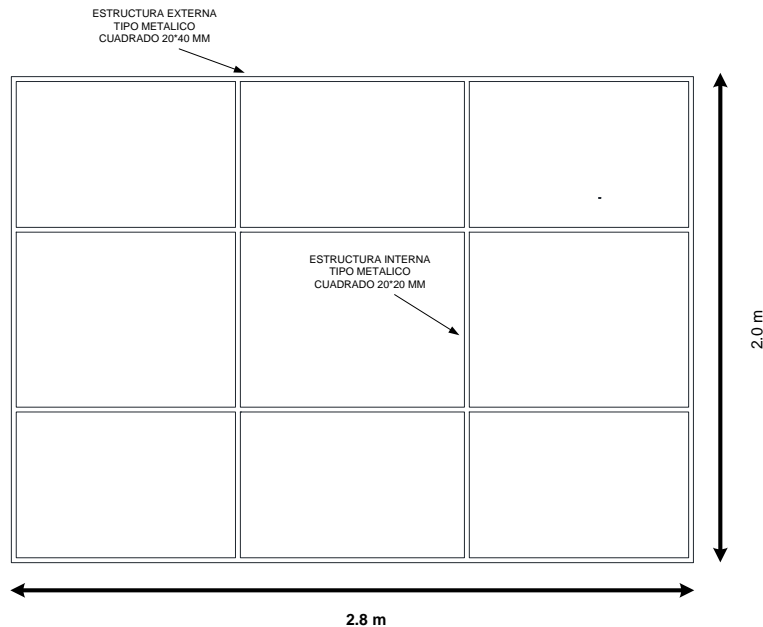 ESTRUCTURA EXTERNA
TIPO METALICO
CUADRADO 20*40 MM
ESTRUCTURA INTERNA
TIPO METALICO
CUADRADO 20*20 MM
2.0 m
2.8 m